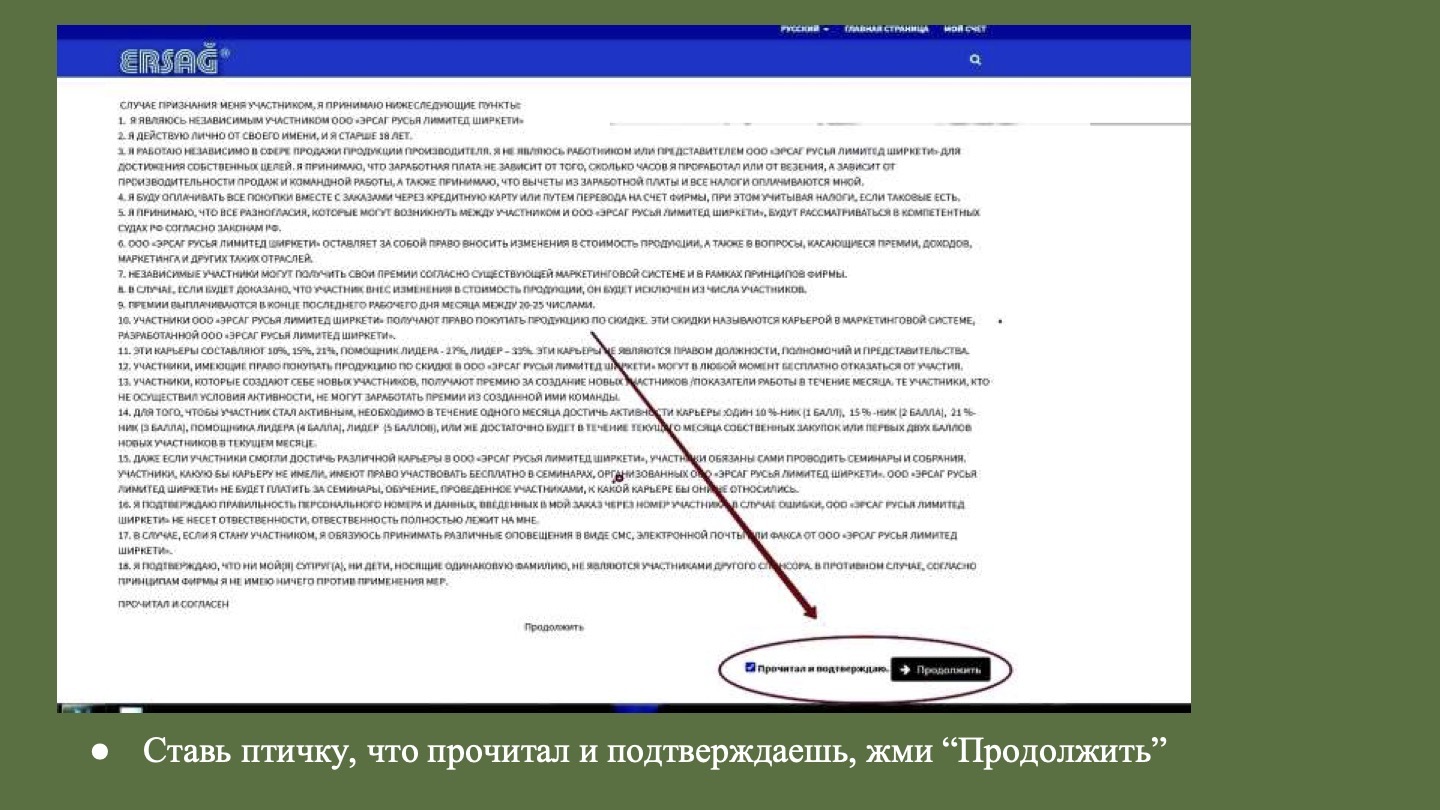 РУССКИЙ ГЛАВНАЯ СТРАНИЦА МОЙ СЧЕТ
ERSAĞ®
СЛУЧАЕ ПРИЗНАНИЯ МЕНЯ УЧАСТНИКОМ, Я ПРИНИМАЮ НИЖЕСЛЕДУЮЩИЕ ПУНКТЫ:
1. Я ЯВЛЯЮСЬ НЕЗАВИСИМЫМ УЧАСТНИКОМ ООО «ЭРСАГ РУСЬЯ ЛИМИТЕД ШИРКЕТИ»
2. Я ДЕЙСТВУЮ ЛИЧНО ОТ СВОЕГО ИМЕНИ, И Я СТАРШЕ 18 ЛЕТ.
3. Я РАБОТАЮ НЕЗАВИСИМО В СФЕРЕ ПРОДАЖИ ПРОДУКЦИИ ПРОИЗВОДИТЕЛЯ. Я НЕ ЯВЛЯЮСЬ РАБОТНИКОМ ИЛИ ПРЕДСТАВИТЕЛЕМ ООО «ЭРСАГ РУСЬЯ ЛИМИТЕД ШИРКЕТИ» ДЛЯ
ДОСТИЖЕНИЯ СОБСТВЕННЫХ ЦЕЛЕЙ. Я ПРИНИМАЮ, ЧТО ЗАРАБОТНАЯ ПЛАТА НЕ ЗАВИСИТ ОТ ТОГО, СКОЛЬКО ЧАСОВ Я ПРОРАБОТАЛ ИЛИ ОТ ВЕЗЕНИЯ, А ЗАВИСИТ ОТ
ПРОИЗВОДИТЕЛЬНОСТИ ПРОДАЖ И КОМАНДНОЙ РАБОТЫ, А ТАКЖЕ ПРИНИМАЮ, ЧТО ВЫЧЕТЫ ИЗ ЗАРАБОТНОЙ ПЛАТЫ И ВСЕ НАЛОГИ ОПЛАЧИВАЮТСЯ МНОЙ.
4. Я БУДУ ОПЛАЧИВАТЬ ВСЕ ПОКУПКИ ВМЕСТЕ С ЗАКАЗАМИ ЧЕРЕЗ КРЕДИТНУЮ КАРТУ ИЛИ ПУТЕМ ПЕРЕВОДА НА СЧЕТ ФИРМЫ, ПРИ ЭТОМ УЧИТЫВАЯ НАЛОГИ, ЕСЛИ ТАКОВЫЕ ЕСТЬ.
5. Я ПРИНИМАЮ, ЧТО ВСЕ РАЗНОГЛАСИЯ, КОТОРЫЕ МОГУТ ВОЗНИКНУТЬ МЕЖДУ УЧАСТНИКОМ И ООО «ЭРСАГ РУСЬЯ ЛИМИТЕД ШИРКЕТИ», БУДУТ РАССМАТРИВАТЬСЯ В КОМПЕТЕНТНЫХ
СУДАХ РФ СОГЛАСНО ЗАКОНАМ РФ.
6. ООО «ЭРСАГ РУСЬЯ ЛИМИТЕД ШИРКЕТИ» ОСТАВЛЯЕТ ЗА СОБОЙ ПРАВО ВНОСИТЬ ИЗМЕНЕНИЯ В СТОИМОСТЬ ПРОДУКЦИИ, А ТАКЖЕ В ВОПРОСЫ, КАСАЮЩИЕСЯ ПРЕМИИ, ДОХОДОВ,
МАРКЕТИНГА И ДРУГИХ ТАКИХ ОТРАСЛЕЙ.
7. НЕЗАВИСИМЫЕ УЧАСТНИКИ МОГУТ ПОЛУЧИТЬ СВОИ ПРЕМИИ СОГЛАСНО СУЩЕСТВУЮЩЕЙ МАРКЕТИНГОВОЙ СИСТЕМЕ И В РАМКАХ ПРИНЦИПОВ ФИРМЫ.
8. В СЛУЧАЕ, ЕСЛИ БУДЕТ ДОКАЗАНО, ЧТО УЧАСТНИК ВНЕС ИЗМЕНЕНИЯ В СТОИМОСТЬ ПРОДУКЦИИ, ОН БУДЕТ ИСКЛЮЧЕН ИЗ ЧИСЛА УЧАСТНИКОВ.
9. ПРЕМИИ ВЫПЛАЧИВАЮТСЯ В КОНЦЕ ПОСЛЕДНЕГО РАБОЧЕГО ДНЯ МЕСЯЦА МЕЖДУ 20-25 ЧИСЛАМИ.
10. УЧАСТНИКИ ООО «ЭРСАГ РУСЬЯ ЛИМИТЕД ШИРКЕТИ» ПОЛУЧАЮТ ПРАВО ПОКУПАТЬ ПРОДУКЦИЮ ПО СКИДКЕ. ЭТИ СКИДКИ НАЗЫВАЮТСЯ КАРЬЕРОЙ В МАРКЕТИНГОВОЙ СИСТЕМЕ,
РАЗРАБОТАННОЙ ООО «ЭРСАГ РУСЬЯ ЛИМИТЕД ШИРКЕТИ».
11. ЭТИ КАРЬЕРЫ СОСТАВЛЯЮТ 10%, 15%, 21%, ПОМОЩНИК ЛИДЕРА - 27%, ЛИДЕР – 33%. ЭТИ КАРЬЕРЫ НЕ ЯВЛЯЮТСЯ ПРАВОМ ДОЛЖНОСТИ, ПОЛНОМОЧИЙ И ПРЕДСТАВИТЕЛЬСТВА.
12. УЧАСТНИКИ, ИМЕЮЩИЕ ПРАВО ПОКУПАТЬ ПРОДУКЦИЮ ПО СКИДКЕ В ООО «ЭРСАГ РУСЬЯ ЛИМИТЕД ШИРКЕТИ» МОГУТ В ЛЮБОЙ МОМЕНТ БЕСПЛАТНО ОТКАЗАТЬСЯ ОТ УЧАСТИЯ.
13. УЧАСТНИКИ, КОТОРЫЕ СОЗДАЮТ СЕБЕ НОВЫХ УЧАСТНИКОВ, ПОЛУЧАЮТ ПРЕМИЮ ЗА СОЗДАНИЕ НОВЫХ УЧАСТНИКОВ /ПОКАЗАТЕЛИ РАБОТЫ В ТЕЧЕНИЕ МЕСЯЦА. ТЕ УЧАСТНИКИ, КТО
НЕ ОСУЩЕСТВИЛ УСЛОВИЯ АКТИВНОСТИ, НЕ МОГУТ ЗАРАБОТАТЬ ПРЕМИИ ИЗ СОЗДАННОЙ ИМИ КОМАНДЫ.
14. ДЛЯ ТОГО, ЧТОБЫ УЧАСТНИК СТАЛ АКТИВНЫМ, НЕОБХОДИМО В ТЕЧЕНИЕ ОДНОГО МЕСЯЦА ДОСТИЧЬ АКТИВНОСТИ КАРЬЕРЫ :ОДИН 10 %-НИК (1 БАЛЛ), 15 % -НИК (2 БАЛЛА), 21 %-
НИК (3 БАЛЛА), ПОМОЩНИКА ЛИДЕРА (4 БАЛЛА), ЛИДЕР (5 БАЛЛОВ), ИЛИ ЖЕ ДОСТАТОЧНО БУДЕТ В ТЕЧЕНИЕ ТЕКУЩЕГО МЕСЯЦА СОБСТВЕННЫХ ЗАКУПОК ИЛИ ПЕРВЫХ ДВУХ БАЛЛОВ
НОВЫХ УЧАСТНИКОВ В ТЕКУЩЕМ МЕСЯЦЕ.
15. ДАЖЕ ЕСЛИ УЧАСТНИКИ СМОГЛИ ДОСТИЧЬ РАЗЛИЧНОЙ КАРЬЕРЫ В ООО «ЭРСАГ РУСЬЯ ЛИМИТЕД ШИРКЕТИ», УЧАСТНИКИ ОБЯЗАНЫ САМИ ПРОВОДИТЬ СЕМИНАРЫ И СОБРАНИЯ.
УЧАСТНИКИ, КАКУЮ БЫ КАРЬЕРУ НЕ ИМЕЛИ, ИМЕЮТ ПРАВО УЧАСТВОВАТЬ БЕСПЛАТНО В СЕМИНАРАХ, ОРГАНИЗОВАННЫХ ООО «ЭРСАГ РУСЬЯ ЛИМИТЕД ШИРКЕТИ». ООО «ЭРСАГ РУСЬЯ
ЛИМИТЕД ШИРКЕТИ» НЕ БУДЕТ ПЛАТИТЬ ЗА СЕМИНАРЫ, ОБУЧЕНИЕ, ПРОВЕДЕННОЕ УЧАСТНИКАМИ, К КАКОЙ КАРЬЕРЕ БЫ ОНИ НЕ ОТНОСИЛИСЬ.
16. Я ПОДТВЕРЖДАЮ ПРАВИЛЬНОСТЬ ПЕРСОНАЛЬНОГО НОМЕРА И ДАННЫХ, ВВЕДЕННЫХ В МОЙ ЗАКАЗ ЧЕРЕЗ НОМЕР УЧАСТНИКА. В СЛУЧАЕ ОШИБКИ, ООО «ЭРСАГ РУСЬЯ ЛИМИТЕД
ШИРКЕТИ» НЕ НЕСЕТ ОТВЕСТВЕННОСТИ, ОТВЕСТВЕННОСТЬ ПОЛНОСТЬЮ ЛЕЖИТ НА МНЕ.
17. В СЛУЧАЕ, ЕСЛИ Я СТАНУ УЧАСТНИКОМ, Я ОБЯЗУЮСЬ ПРИНИМАТЬ РАЗЛИЧНЫЕ ОПОВЕЩЕНИЯ В ВИДЕ СМС, ЭЛЕКТРОННОЙ ПОЧТЫ ИЛИ ФАКСА ОТ ООО «ЭРСАГ РУСЬЯ ЛИМИТЕД
ШИРКЕТИ».
18. Я ПОДТВЕРЖДАЮ, ЧТО НИ МОЙ(Я) СУПРУГ(А), НИ ДЕТИ, НОСЯЩИЕ ОДИНАКОВУЮ ФАМИЛИЮ, НЕ ЯВЛЯЮТСЯ УЧАСТНИКАМИ ДРУГОГО СПОНСОРА. В ПРОТИВНОМ СЛУЧАЕ, СОГЛАСНО
ПРИНЦИПАМ ФИРМЫ Я НЕ ИМЕЮ НИЧЕГО ПРОТИВ ПРИМЕНЕНИЯ МЕР.
ПРОЧИТАЛ И СОГЛАСЕН
Продолжить
Прочитал и подтверждаю. Продолжить
● Ставь птичку, что прочитал и подтверждаешь, жми “Продолжить”